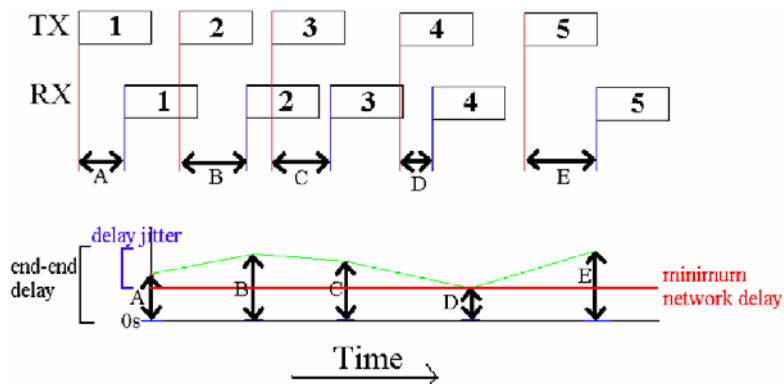 TX 1 2 3 4 5
RX 1 2 3 4 5
A B C D E
delay jitter
end-end
delay
A B C D E
minimum
network delay
0s
Time